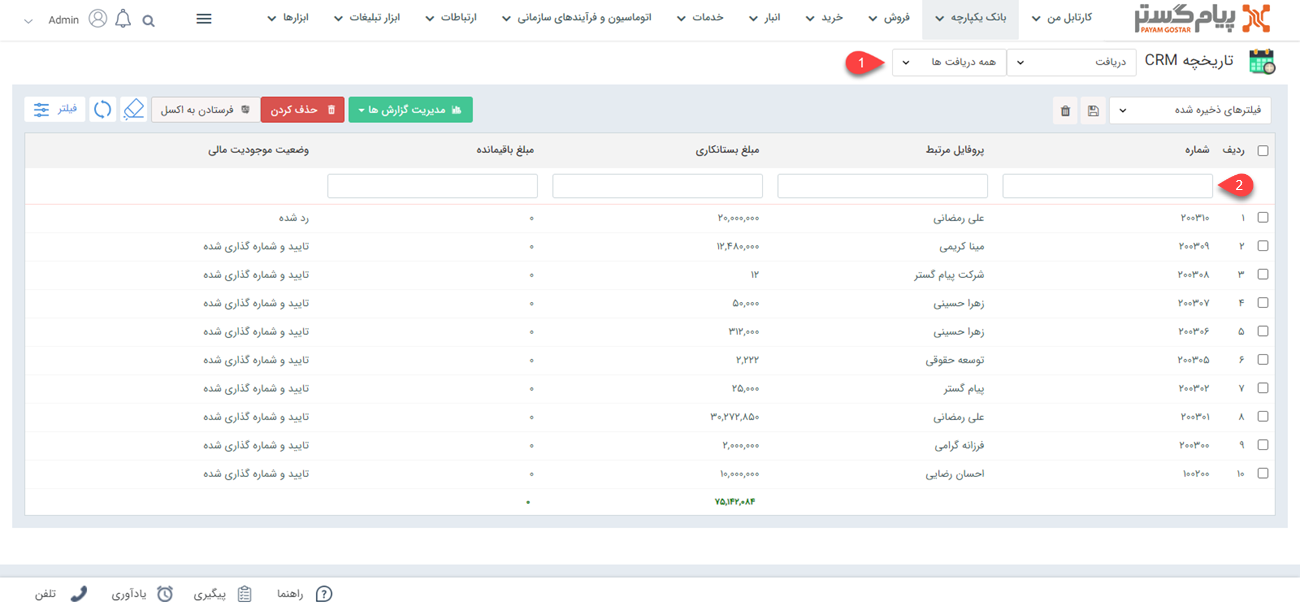 پیام گستر
PAYAM GOSTAR
کارتابل من بانک یکپارچه فروش خرید انبار خدمات ارتباطات اتوماسیون و فرآیندهای سازمانی ابزار تبلیغات ابزارها Admin
تاریخچه CRM دریافت همه دریافت ها 1
فیلترهای ذخیره شده مدیریت گزارش ها حذف کردن فرستادن به اکسل فیلتر
ردیف شماره پروفایل مرتبط مبلغ بستانکاری مبلغ باقیمانده وضعیت موجودیت مالی
2
۱ ۲۰۰۳۱۰ علی رمضانی ۲۰,۰۰۰,۰۰۰ ۰ رد شده
۲ ۲۰۰۳۰۹ مینا کریمی ۱۲,۴۸۰,۰۰۰ ۰ تایید و شماره گذاری شده
۳ ۲۰۰۳۰۸ شرکت پیام گستر ۱۲ ۰ تایید و شماره گذاری شده
۴ ۲۰۰۳۰۷ زهرا حسینی ۵۰,۰۰۰ ۰ تایید و شماره گذاری شده
۵ ۲۰۰۳۰۶ زهرا حسینی ۳۱۲,۰۰۰ ۰ تایید و شماره گذاری شده
۶ ۲۰۰۳۰۵ توسعه حقوقی ۲,۲۲۲ ۰ تایید و شماره گذاری شده
۷ ۲۰۰۳۰۲ پیام گستر ۲۵,۰۰۰ ۰ تایید و شماره گذاری شده
۸ ۲۰۰۳۰۱ علی رمضانی ۳۰,۲۷۲,۸۵۰ ۰ تایید و شماره گذاری شده
۹ ۲۰۰۳۰۰ فرزانه گرامی ۲,۰۰۰,۰۰۰ ۰ تایید و شماره گذاری شده
۱۰ ۱۰۰۲۰۰ احسان رضایی ۱۰,۰۰۰,۰۰۰ ۰ تایید و شماره گذاری شده
۷۵,۱۴۲,۰۸۴ ۰
راهنما پیگیری یادآوری تلفن